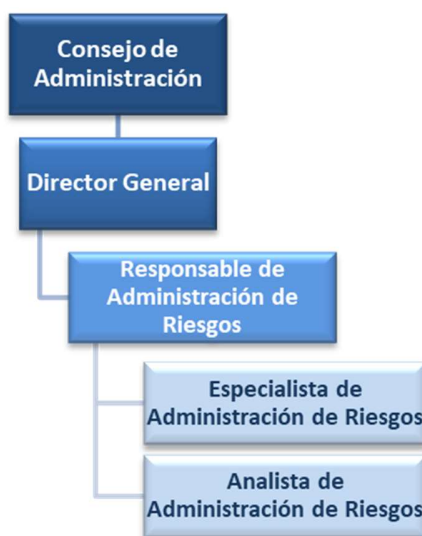 Consejo de
Administración
Director General
Responsable de
Administración de
Riesgos
Especialista de
Administración de Riesgos
Analista de
Administración de Riesgos